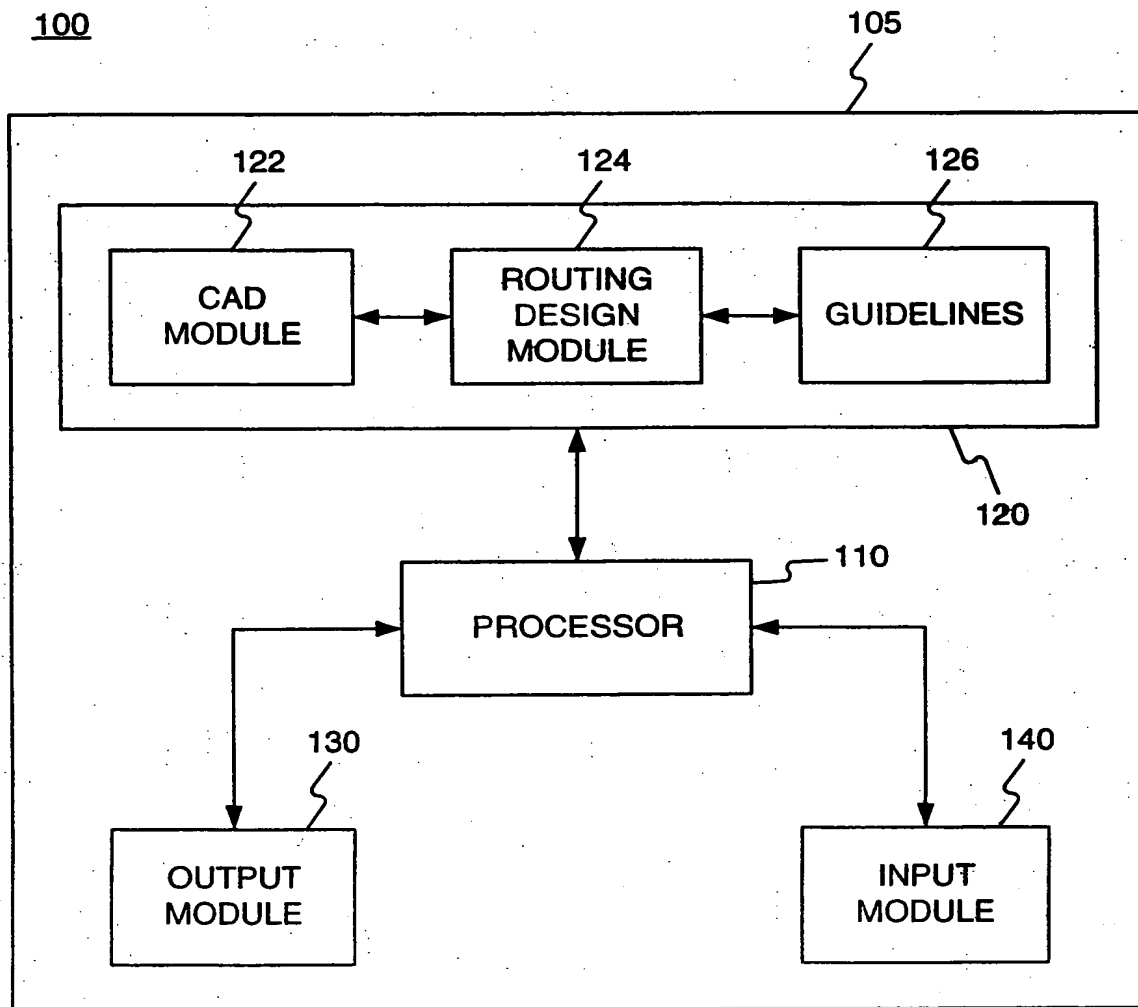 100
105
122
124
126
CAD
MODULE
ROUTING
DESIGN
MODULE
GUIDELINES
120
110
PROCESSOR
130
140
OUTPUT
MODULE
INPUT
MODULE